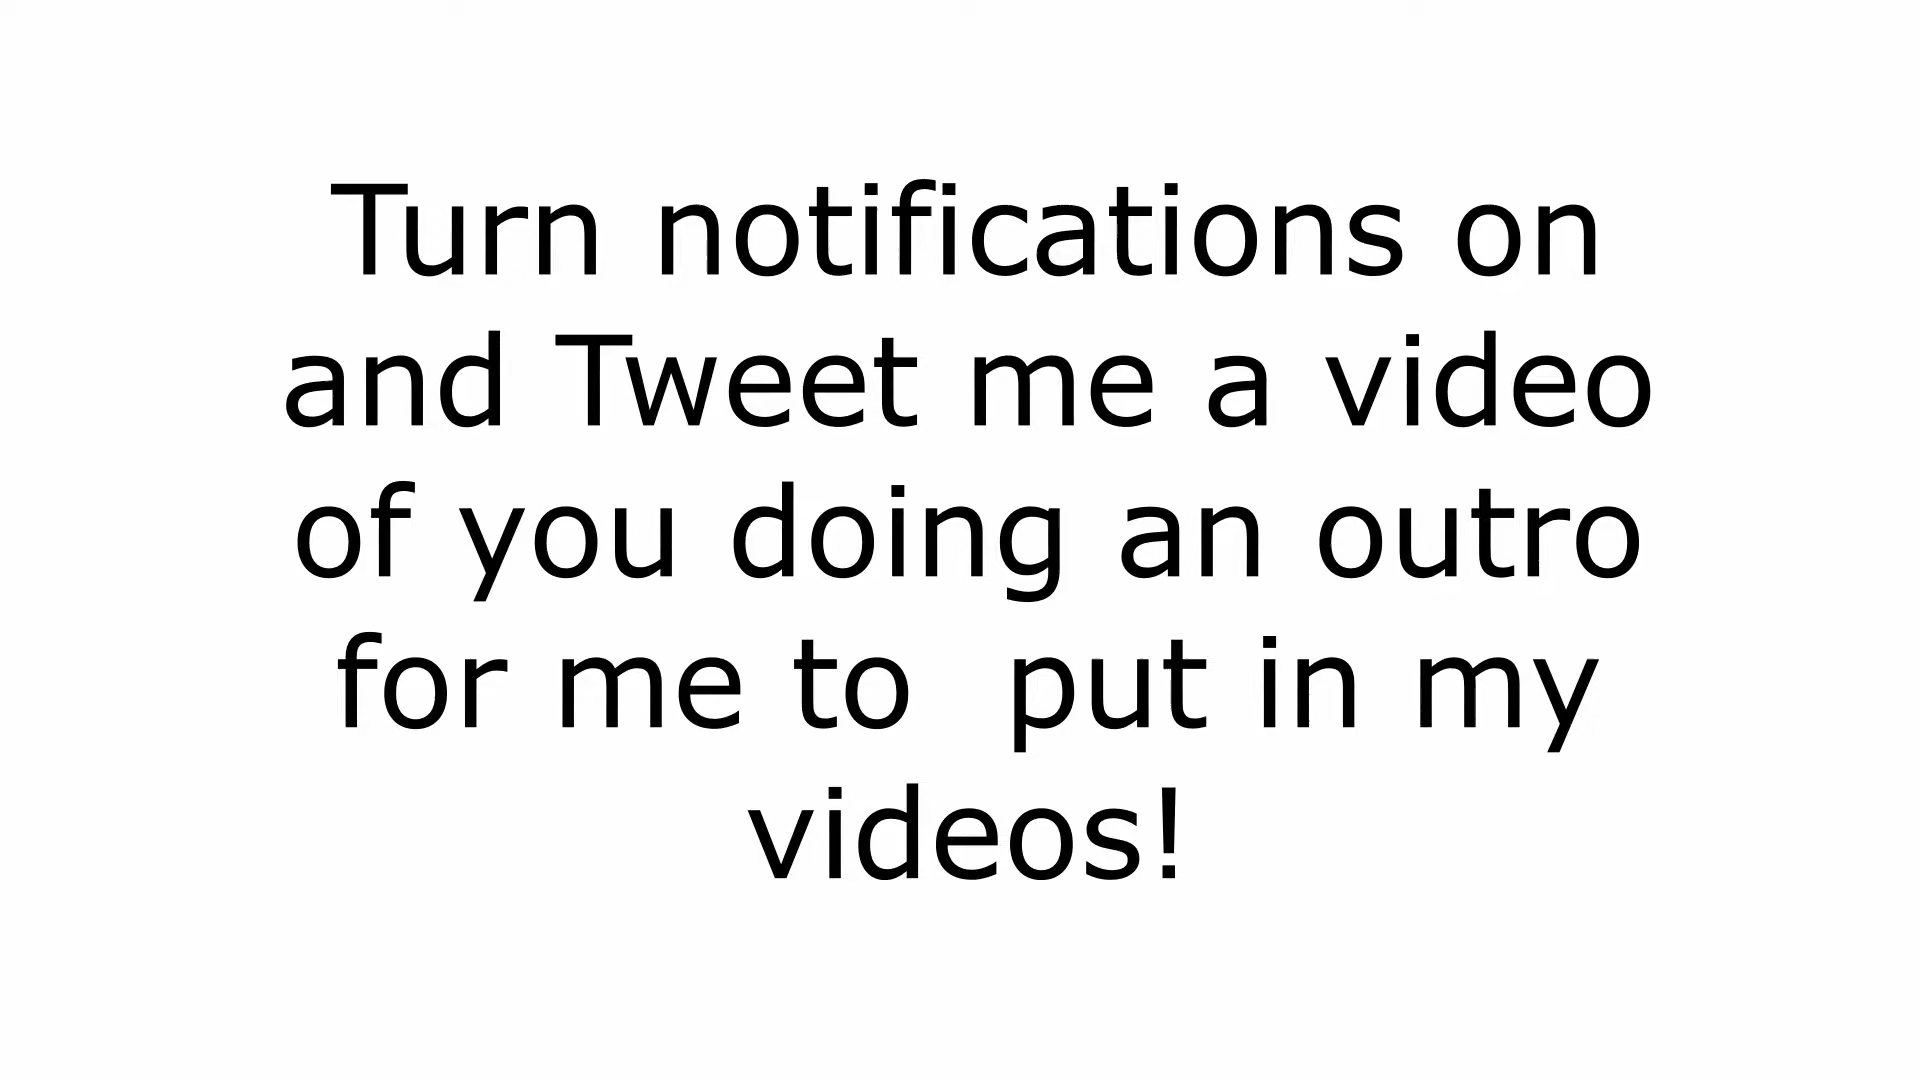 Turn notifications on
and Tweet me a video
of you doing an outro
for me to  put in my
videos!